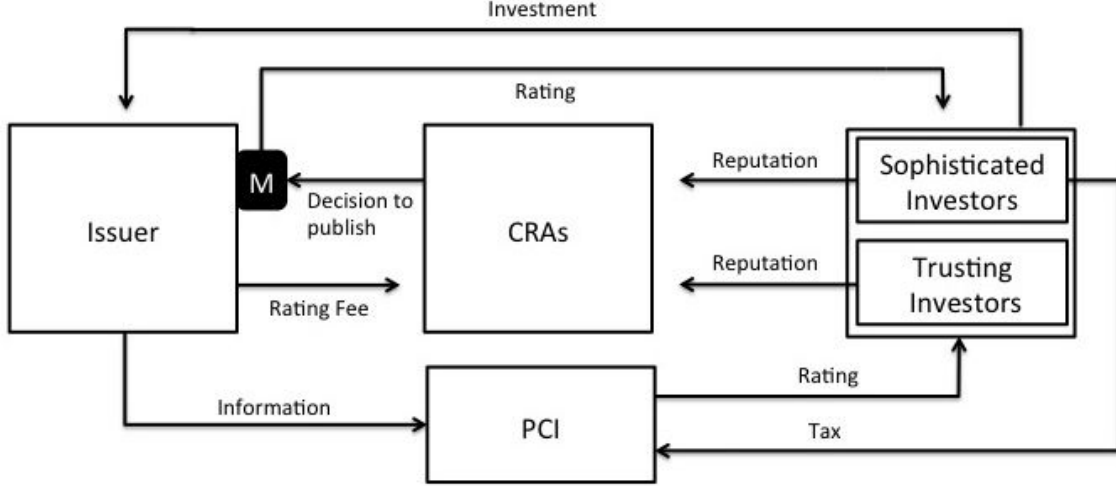 Investment
Rating
Reputation
Sophisticated
Investors
M
Decision to
publish
Issuer
CRAs
Reputation
Trusting
Investors
Rating Fee
Rating
Information
PCI
Tax